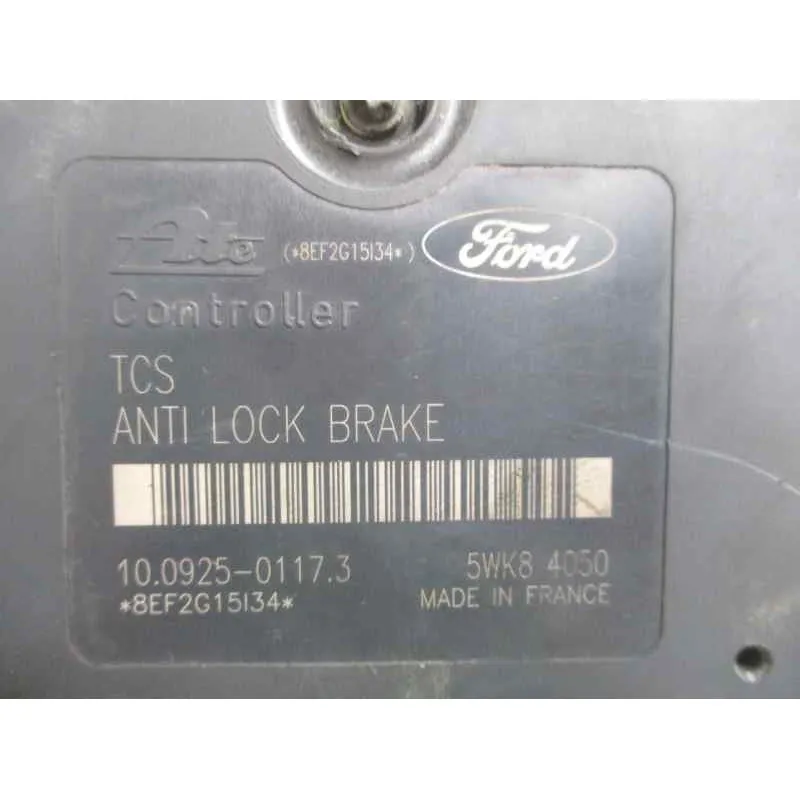 Ate (*8EF2G15I34*) Ford
Controller
TCS
ANTI LOCK BRAKE
10.0925-0117.3 5WK8 4050
*8EF2G15I34* MADE IN FRANCE